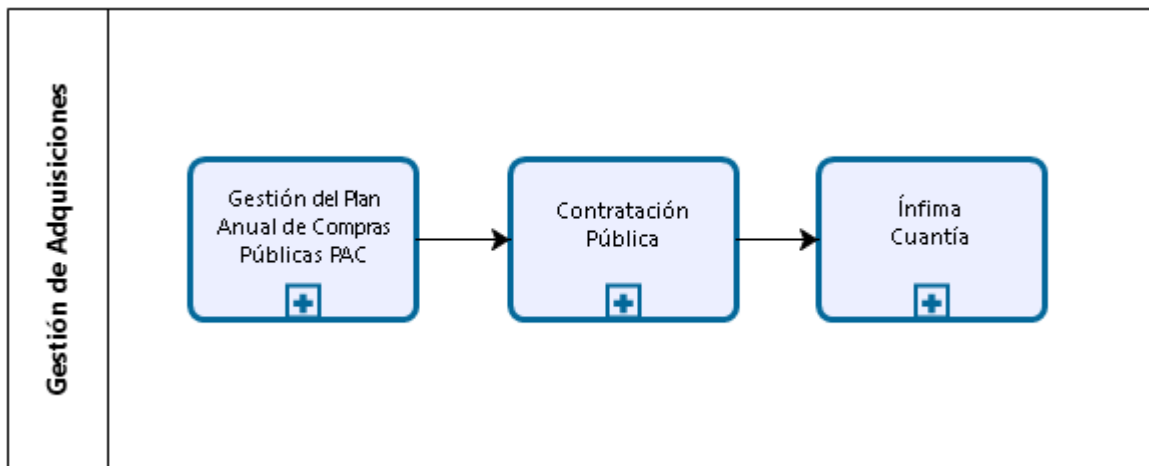 Gestión de Adquisiciones
Gestión del Plan
Anual de Compras
Públicas PAC
Contratación
Pública
Ínfima
Cuantía